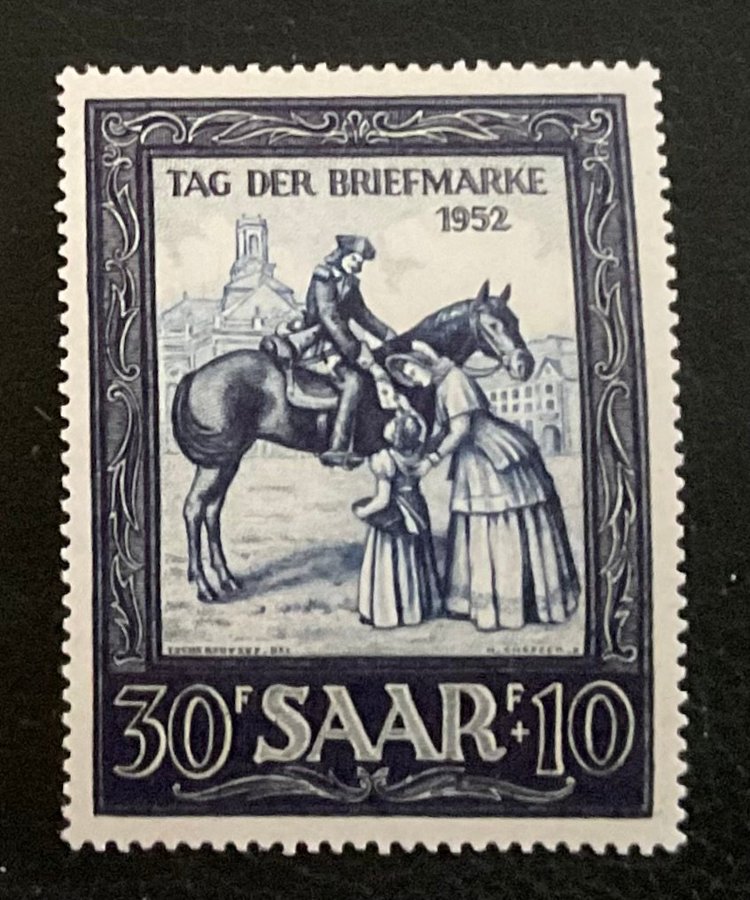 TAG DER BRIEFMARKE
1952
30F SAAR F+10